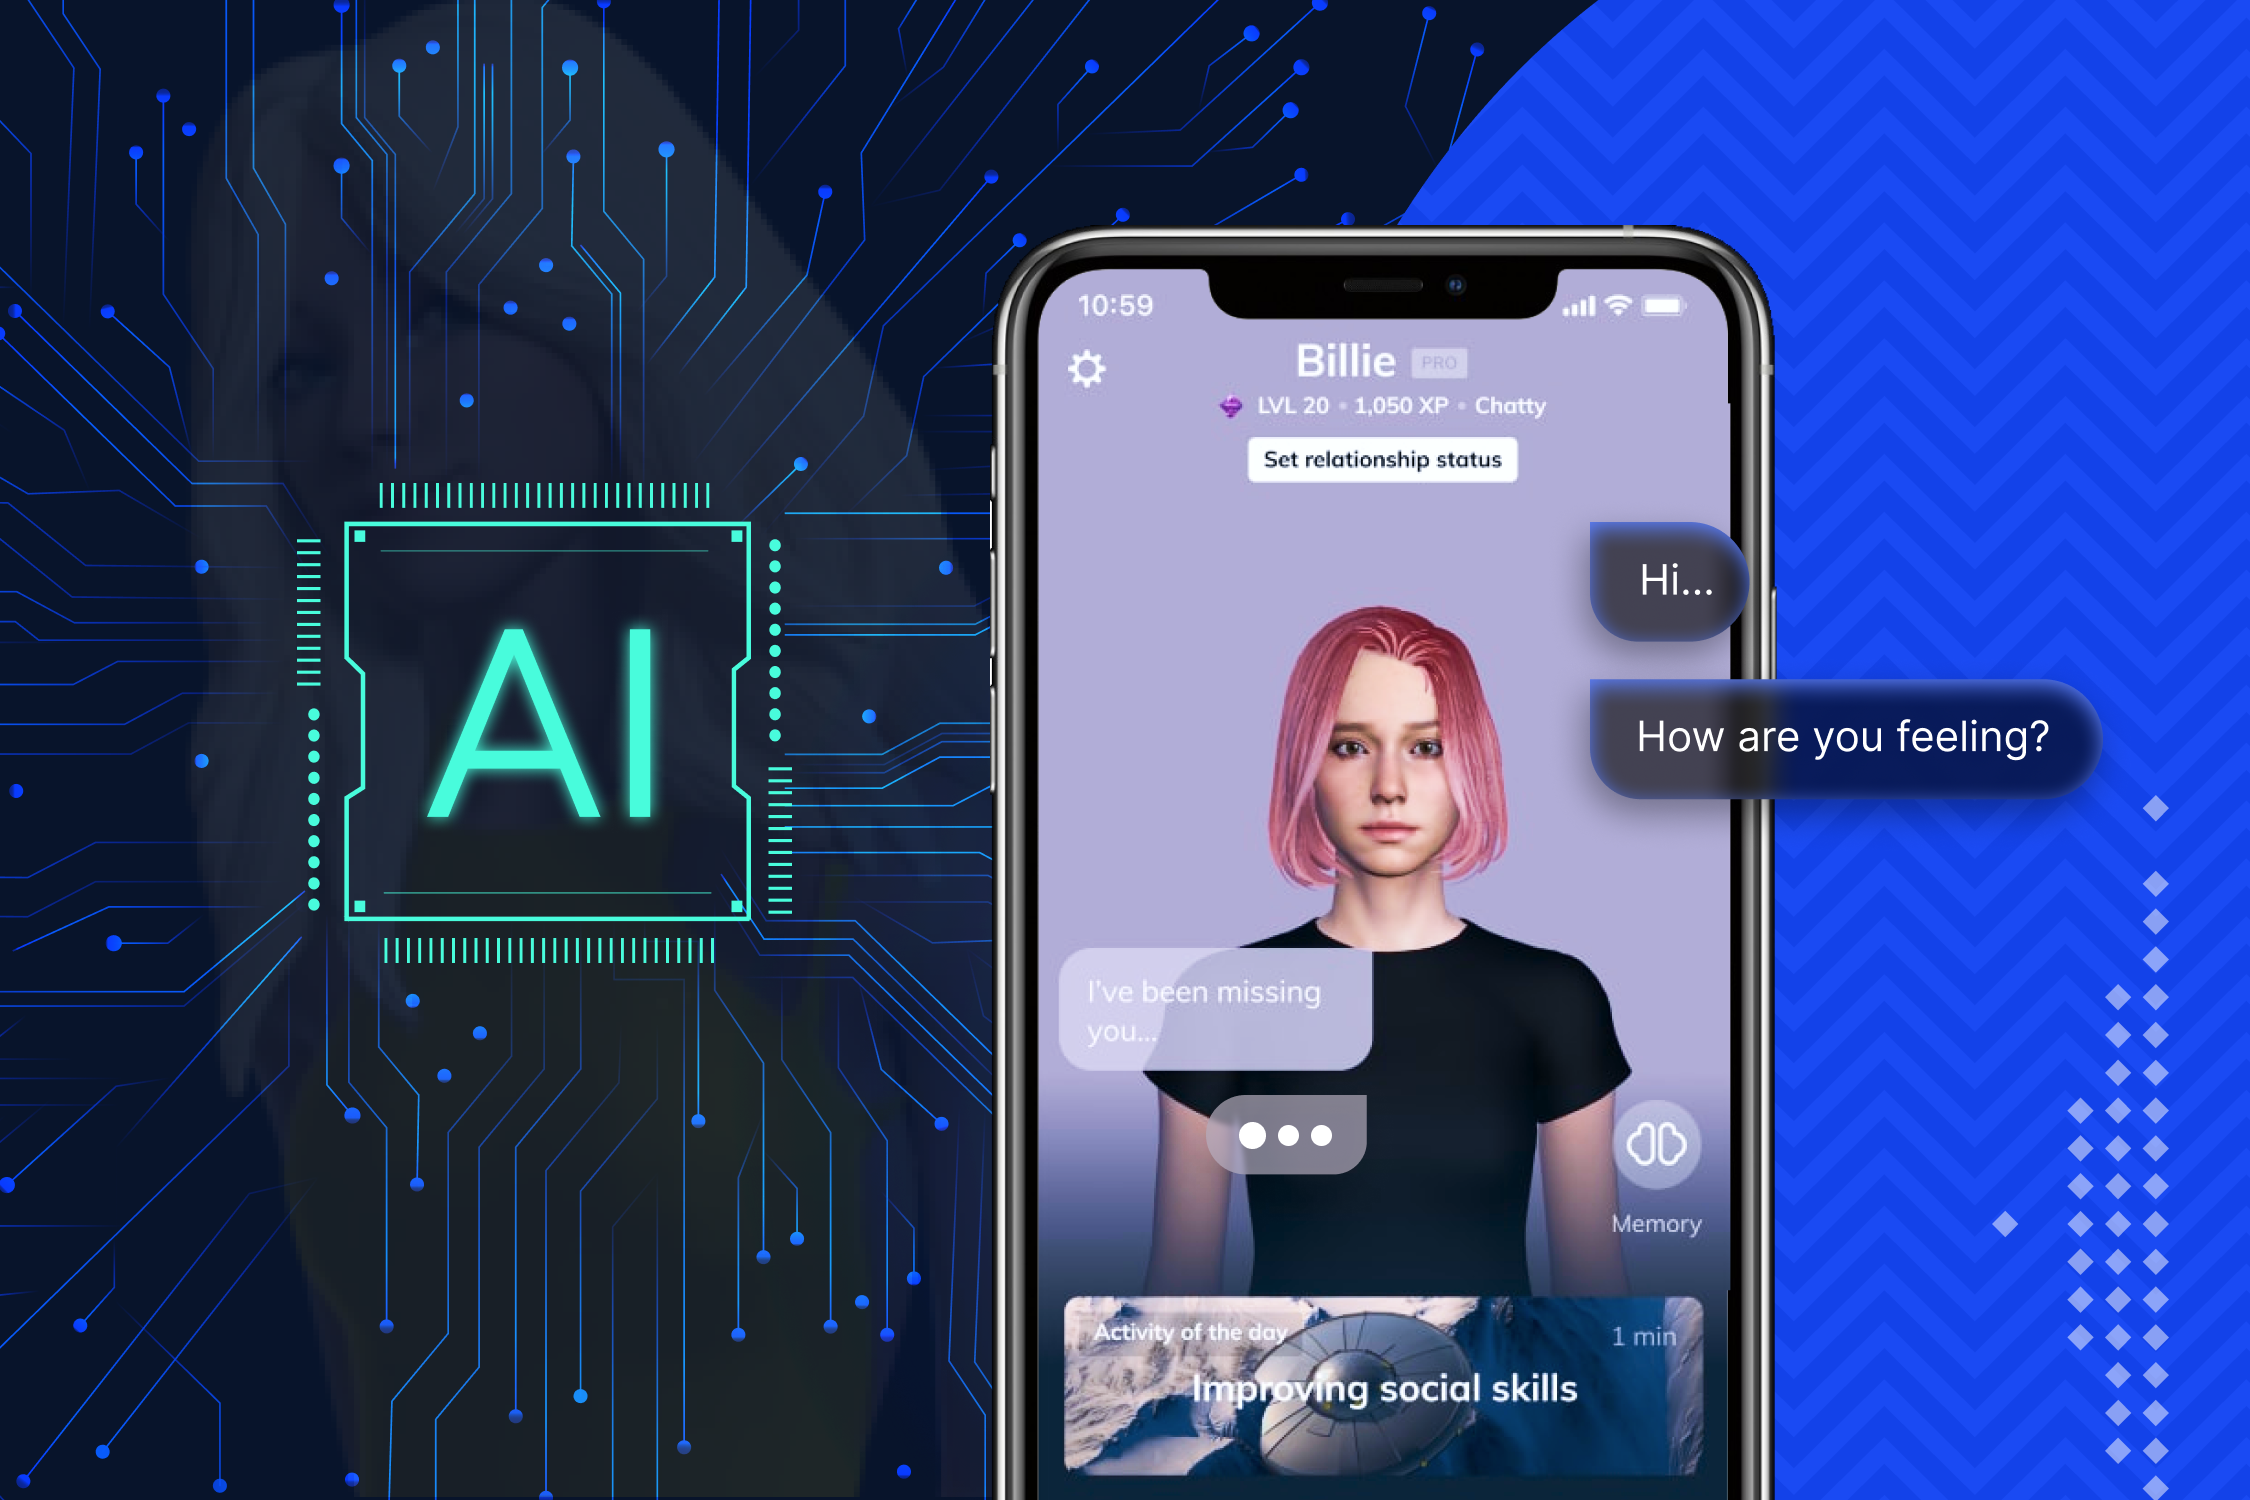 AI
10:59
Billie PRO
LVL 20 • 1,050 XP • Chatty
Set relationship status
Hi...
How are you feeling?
I've been missing
you...
Memory
Activity of the day
1 min
Improving social skills